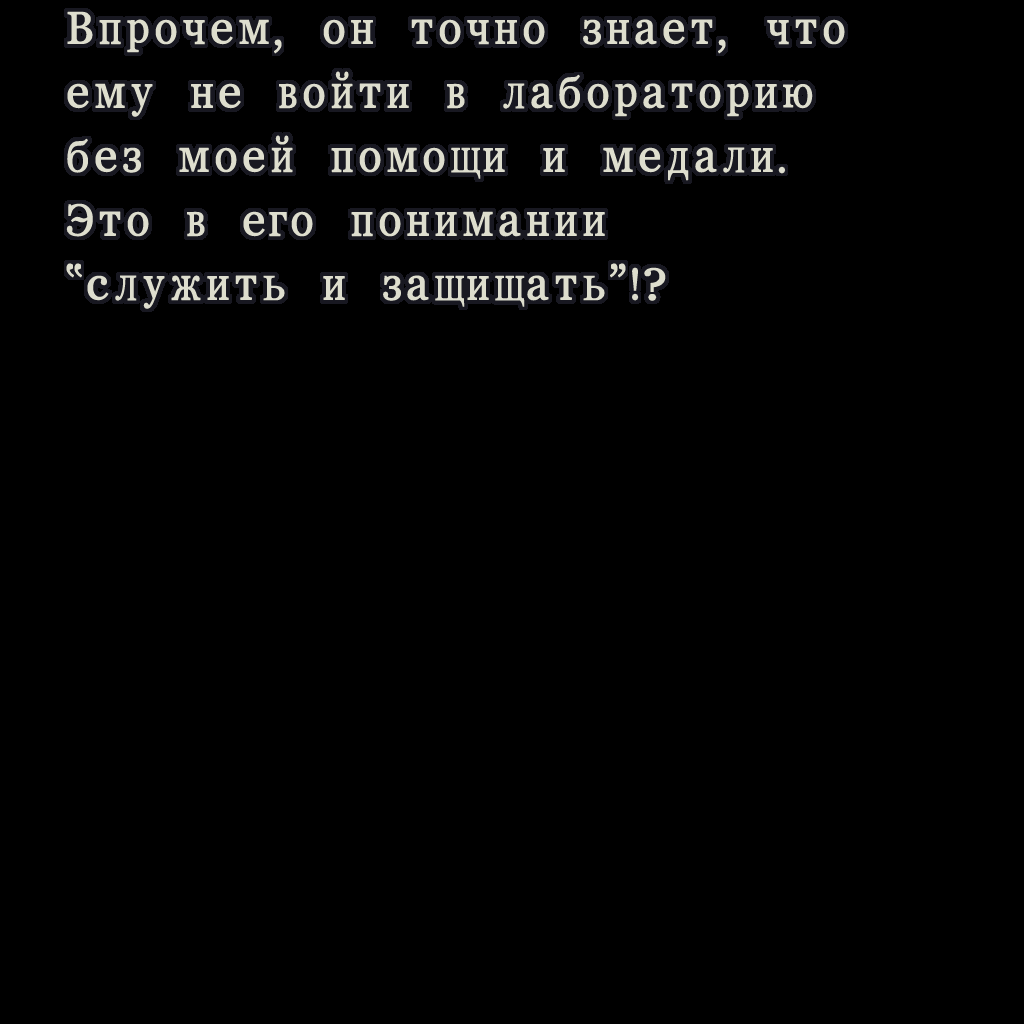 Впрочем, он точно знает, что
ему не войти в лабораторию
без моей помощи и медали.
Это в его понимании
“служить и защищать”!?